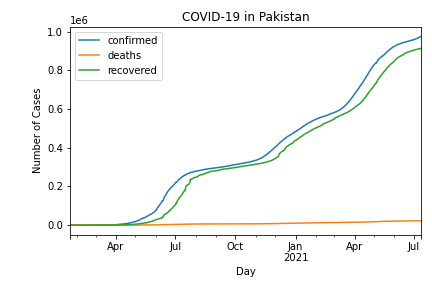 COVID-19 in Pakistan
1e6
1.0
0.8
0.6
0.4
0.2
0.0
Number of Cases
confirmed
deaths
recovered
Apr Jul Oct Jan Apr Jul
2021
Day